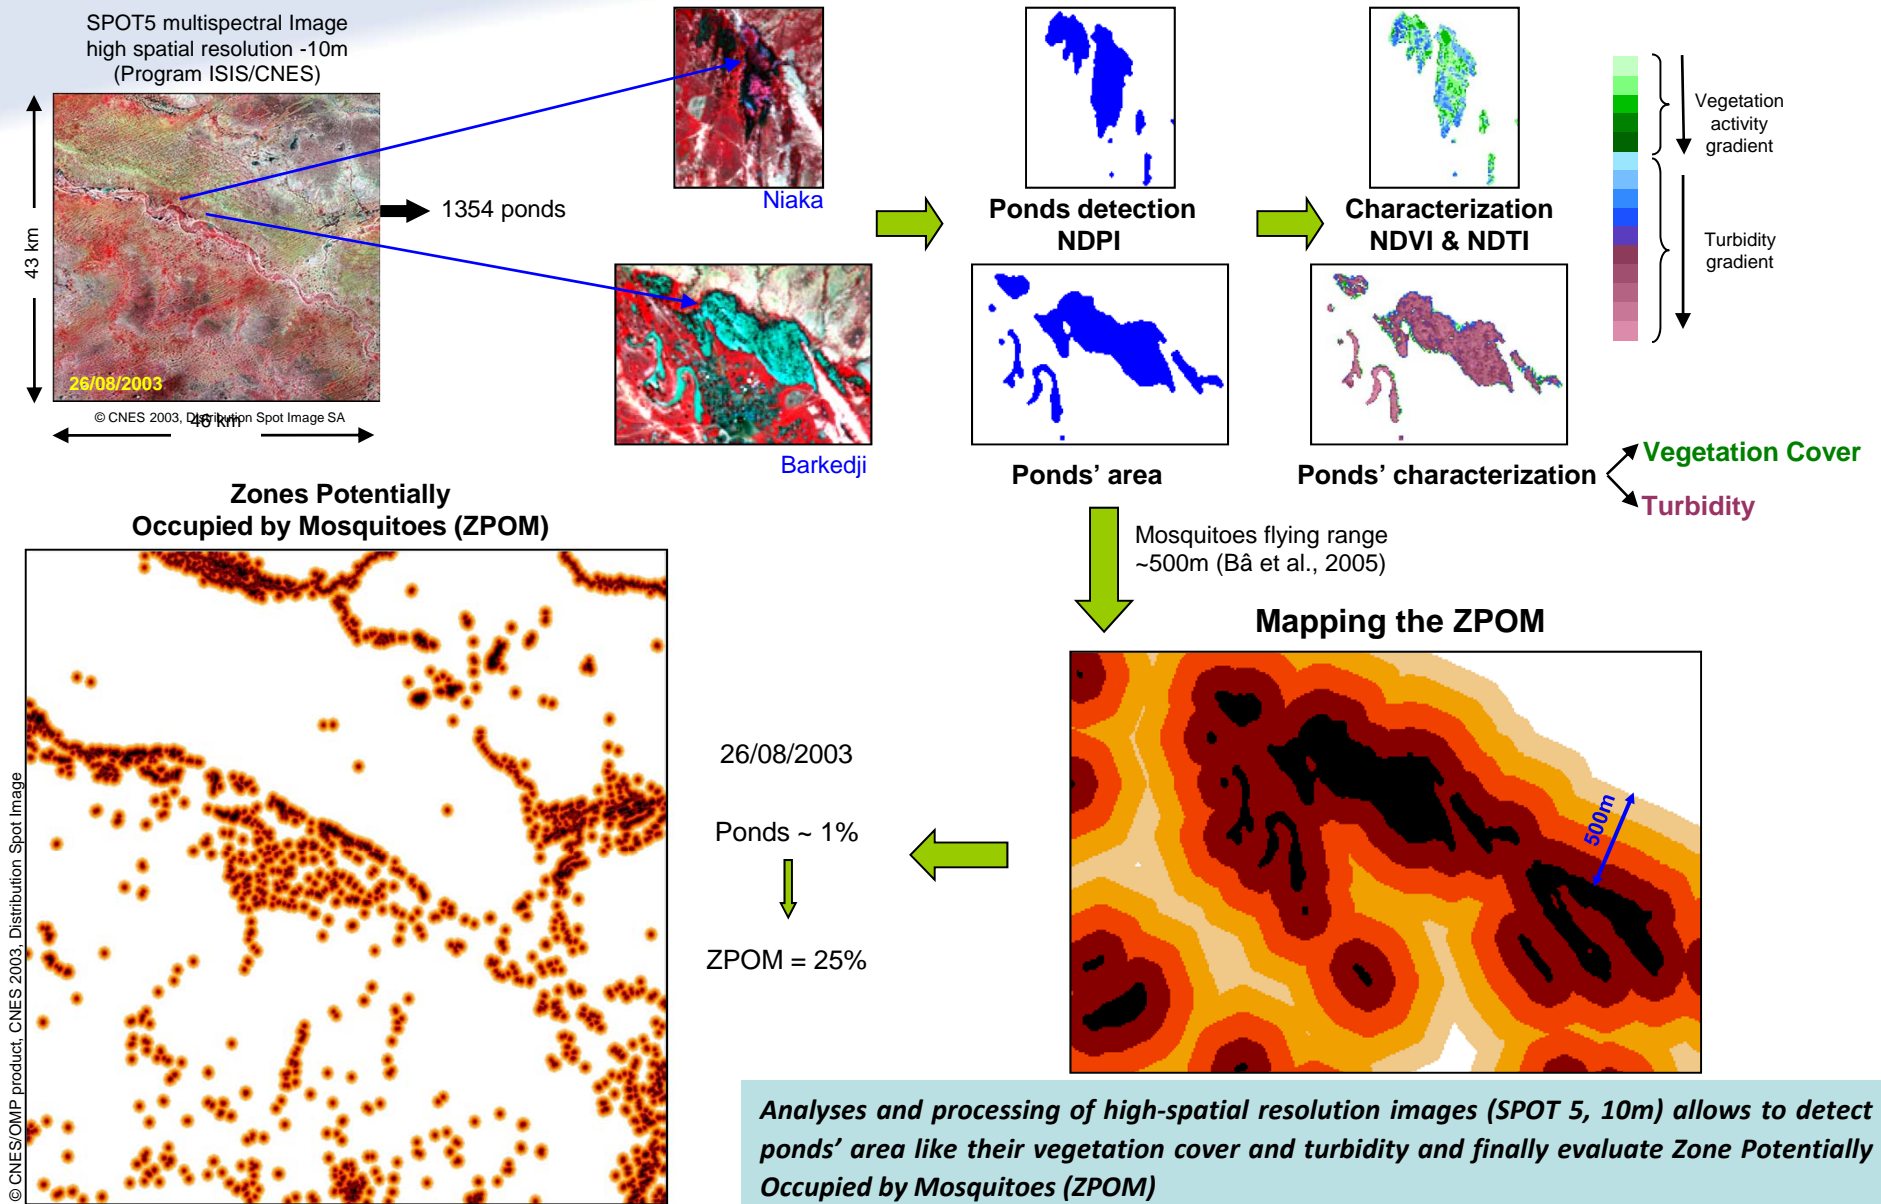 SPOT5 multispectral Image
high spatial resolution -10m
(Program ISIS/CNES)
43 km
26/08/2003
© CNES 2003, Distribution Spot Image SA
46 km
1354 ponds
Niaka
Barkedji
Ponds detection
NDPI
Characterization
NDVI & NDTI
Vegetation
activity
gradient
Turbidity
gradient
Ponds’ area
Ponds’ characterization
Vegetation Cover
Turbidity
Mosquitoes flying range
~500m (Bâ et al., 2005)
Mapping the ZPOM
500m
Zones Potentially
Occupied by Mosquitoes (ZPOM)
© CNES/OMP product, CNES 2003, Distribution Spot Image
26/08/2003
Ponds ~ 1%
ZPOM = 25%
Analyses and processing of high-spatial resolution images (SPOT 5, 10m) allows to detect
ponds’ area like their vegetation cover and turbidity and finally evaluate Zone Potentially
Occupied by Mosquitoes (ZPOM)